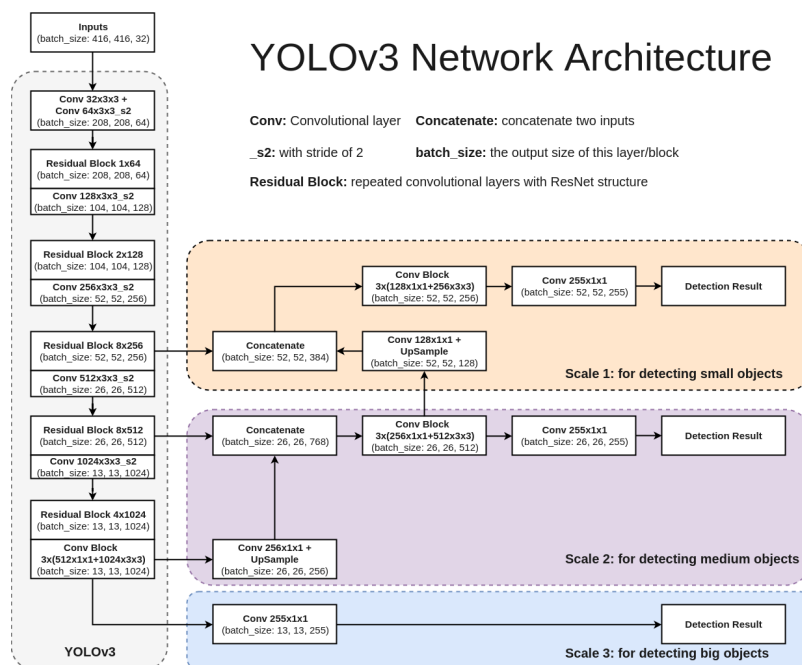 YOLOv3 Network Architecture
Conv: Convolutional layer Concatenate: concatenate two inputs
_s2: with stride of 2 batch_size: the output size of this layer/block
Residual Block: repeated convolutional layers with ResNet structure
Inputs
(batch_size: 416, 416, 32)
Conv 32x3x3 +
Conv 64x3x3_s2
(batch_size: 208, 208, 64)
Residual Block 1x64
(batch_size: 208, 208, 64)
Conv 128x3x3_s2
(batch_size: 104, 104, 128)
Residual Block 2x128
(batch_size: 104, 104, 128)
Conv 256x3x3_s2
(batch_size: 52, 52, 256)
Residual Block 8x256
(batch_size: 52, 52, 256)
Conv 512x3x3_s2
(batch_size: 26, 26, 512)
Residual Block 8x512
(batch_size: 26, 26, 512)
Conv 1024x3x3_s2
(batch_size: 13, 13, 1024)
Residual Block 4x1024
(batch_size: 13, 13, 1024)
Conv Block
3x(512x1x1+1024x3x3)
(batch_size: 13, 13, 1024)
YOLOv3
Conv Block
3x(128x1x1+256x3x3)
(batch_size: 52, 52, 256)
Conv 255x1x1
(batch_size: 52, 52, 255)
Detection Result
Concatenate
(batch_size: 52, 52, 384)
Conv 128x1x1 +
UpSample
(batch_size: 52, 52, 128)
Scale 1: for detecting small objects
Concatenate
(batch_size: 26, 26, 768)
Conv Block
3x(256x1x1+512x3x3)
(batch_size: 26, 26, 512)
Conv 255x1x1
(batch_size: 26, 26, 255)
Detection Result
Conv 256x1x1 +
UpSample
(batch_size: 26, 26, 256)
Scale 2: for detecting medium objects
Conv 255x1x1
(batch_size: 13, 13, 255)
Detection Result
Scale 3: for detecting big objects